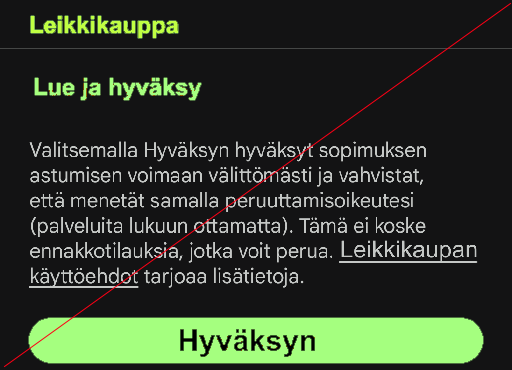 Leikkikauppa
Lue ja hyväksy
Valitsemalla Hyväksyn hyväksyt sopimuksen
astumisen voimaan välittömästi ja vahvistat,
että menetät samalla peruuttamisoikeutesi
(palveluita lukuun ottamatta). Tämä ei koske
ennakkotilauksia, jotka voit perua. Leikkikaupan
käyttöehdot tarjoaa lisätietoja.
Hyväksyn